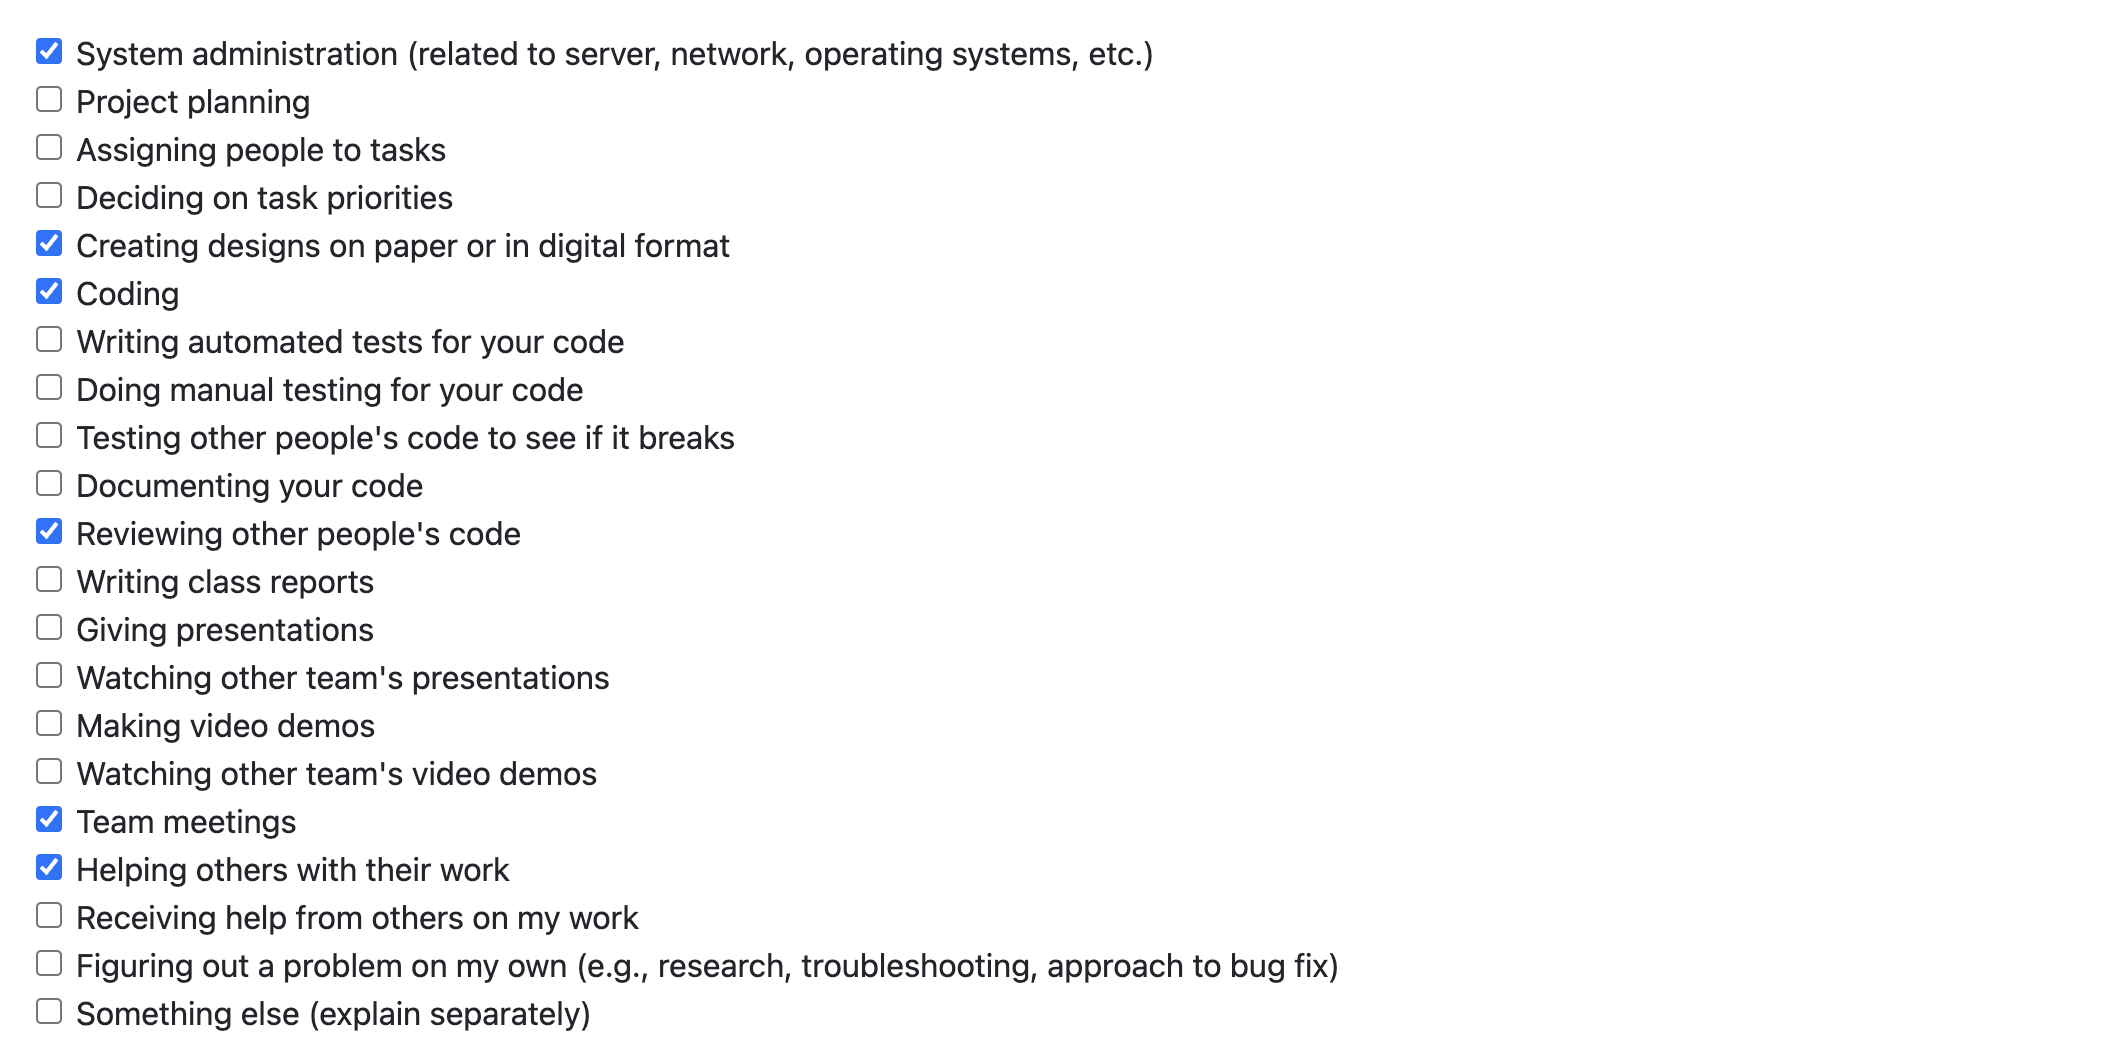 System administration (related to server, network, operating systems, etc.)
Project planning
Assigning people to tasks
Deciding on task priorities
Creating designs on paper or in digital format
Coding
Writing automated tests for your code
Doing manual testing for your code
Testing other people's code to see if it breaks
Documenting your code
Reviewing other people's code
Writing class reports
Giving presentations
Watching other team's presentations
Making video demos
Watching other team's video demos
Team meetings
Helping others with their work
Receiving help from others on my work
Figuring out a problem on my own (e.g., research, troubleshooting, approach to bug fix)
Something else (explain separately)